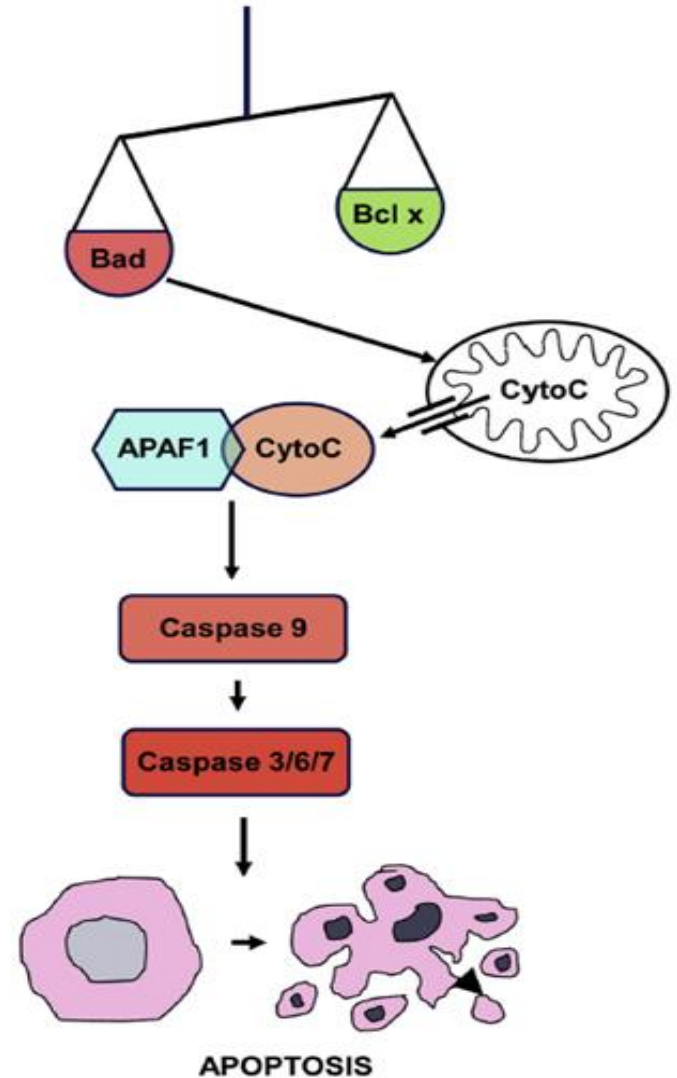 Bcl x
Bad
CytoC
APAF1
CytoC
Caspase 9
Caspase 3/6/7
APOPTOSIS